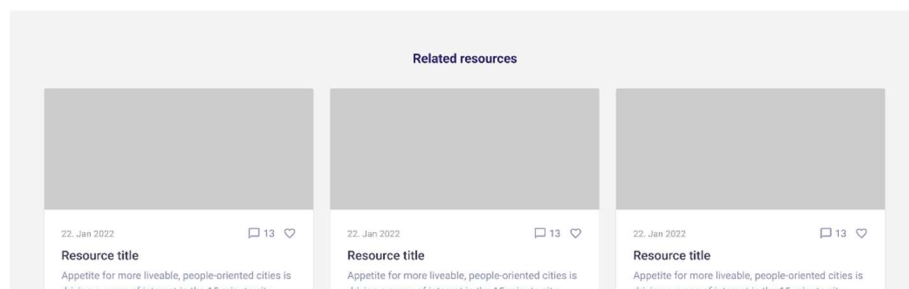 Related resources
22. Jan 2022 13
Resource title
Appetite for more liveable, people-oriented cities is
22. Jan 2022 13
Resource title
Appetite for more liveable, people-oriented cities is
22. Jan 2022 13
Resource title
Appetite for more liveable, people-oriented cities is